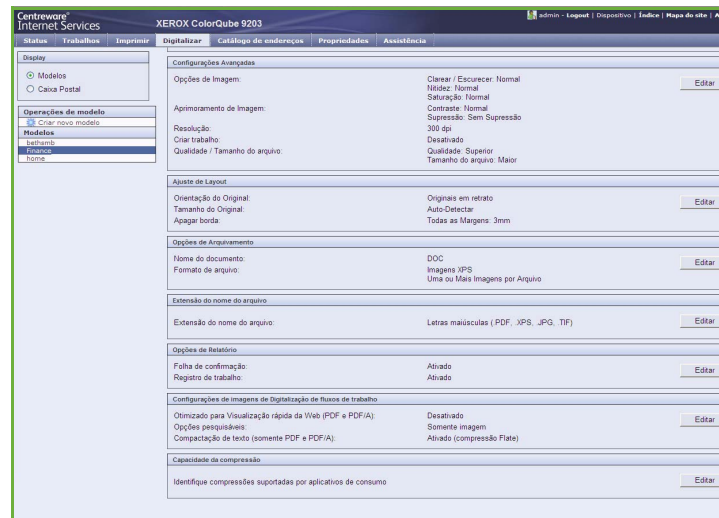 Centreware®
Internet Services
XEROX ColorQube 9203
admin - Logout | Dispositivo | Índice | Mapa do site | A
Status Trabalhos Imprimir Digitalizar Catálogo de endereços Propriedades Assistência
Display
Modelos
Caixa Postal
Operações de modelo
Criar novo modelo
Modelos
bethsmb
Finance
home
Configurações Avançadas
Opções de Imagem: Clarear / Escurecer: Normal
Nitidez: Normal
Saturação: Normal
Editar
Aprimoramento de Imagem: Contraste: Normal
Supressão: Sem Supressão
Resolução: 300 dpi
Criar trabalho: Desativado
Qualidade / Tamanho do arquivo: Qualidade: Superior
Tamanho do arquivo: Maior
Ajuste de Layout
Orientação do Original: Originais em retrato
Editar
Tamanho do Original: Auto-Detectar
Apagar borda: Todas as Margens: 3mm
Opções de Arquivamento
Nome do documento: DOC
Editar
Formato de arquivo: Imagens XPS
Uma ou Mais Imagens por Arquivo
Extensão do nome do arquivo
Extensão do nome do arquivo: Letras maiúsculas (.PDF, .XPS, .JPG, .TIF)
Editar
Opções de Relatório
Folha de confirmação: Ativado
Editar
Registro de trabalho: Ativado
Configurações de imagens de Digitalização de fluxos de trabalho
Otimizado para Visualização rápida da Web (PDF e PDF/A): Desativado
Editar
Opções pesquisáveis: Somente imagem
Compactação de texto (somente PDF e PDF/A): Ativado (compressão Flate)
Capacidade da compressão
Identifique compressões suportadas por aplicativos de consumo
Editar